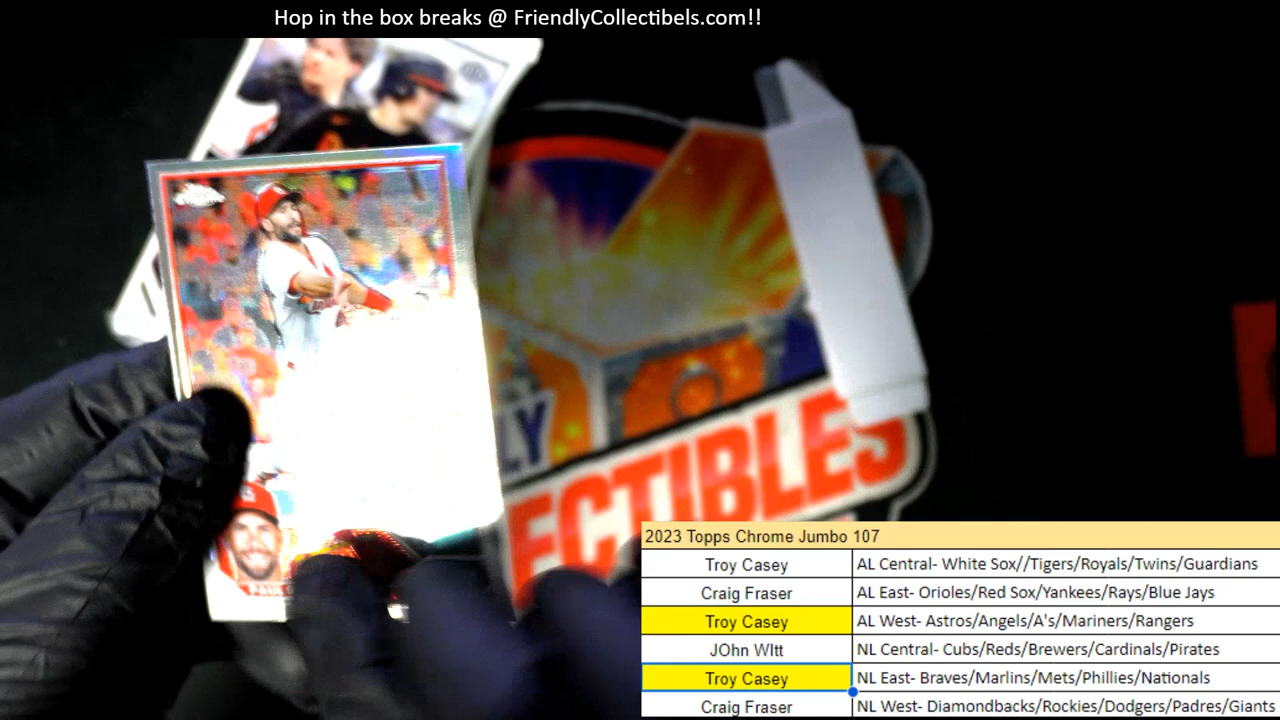 Hop in the box breaks @ FriendlyCollectibels.com!!
PAUL
LY
ECTIBLES
2023 Topps Chrome Jumbo 107
Troy Casey AL Central- White Sox//Tigers/Royals/Twins/Guardians
Craig Fraser AL East- Orioles/Red Sox/Yankees/Rays/Blue Jays
Troy Casey AL West- Astros/Angels/A's/Mariners/Rangers
JOhn WItt NL Central- Cubs/Reds/Brewers/Cardinals/Pirates
Troy Casey NL East- Braves/Marlins/Mets/Phillies/Nationals
Craig Fraser NL West- Diamondbacks/Rockies/Dodgers/Padres/Giants